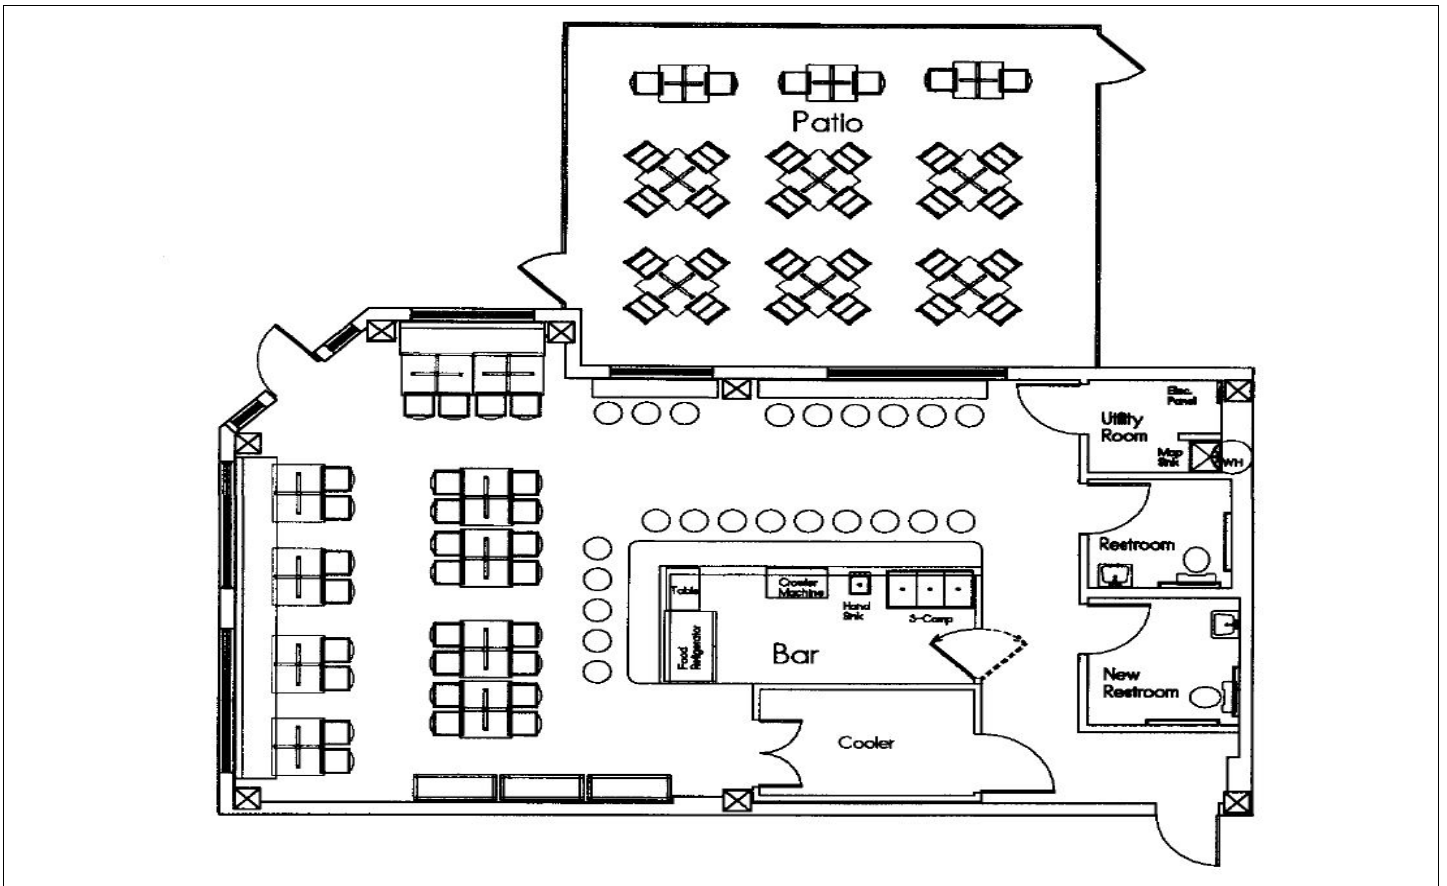 Patio
Elec.
Panel
Utility
Room
Mop
Sink
WH
Restroom
Table
Crowler
Machine
Hand
Sink
3-Comp
Food
Refrigerator
Bar
New
Restroom
Cooler